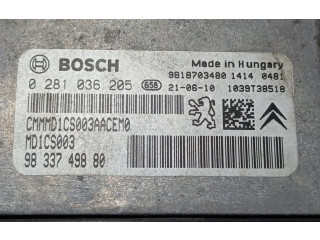 BOSCH
Made in Hungary
9818703480 1414 0481
0 281 036 205 658 21-06-10 1039T38518
CMMMD1CS003AACEM0
MD1CS003
98 337 498 80